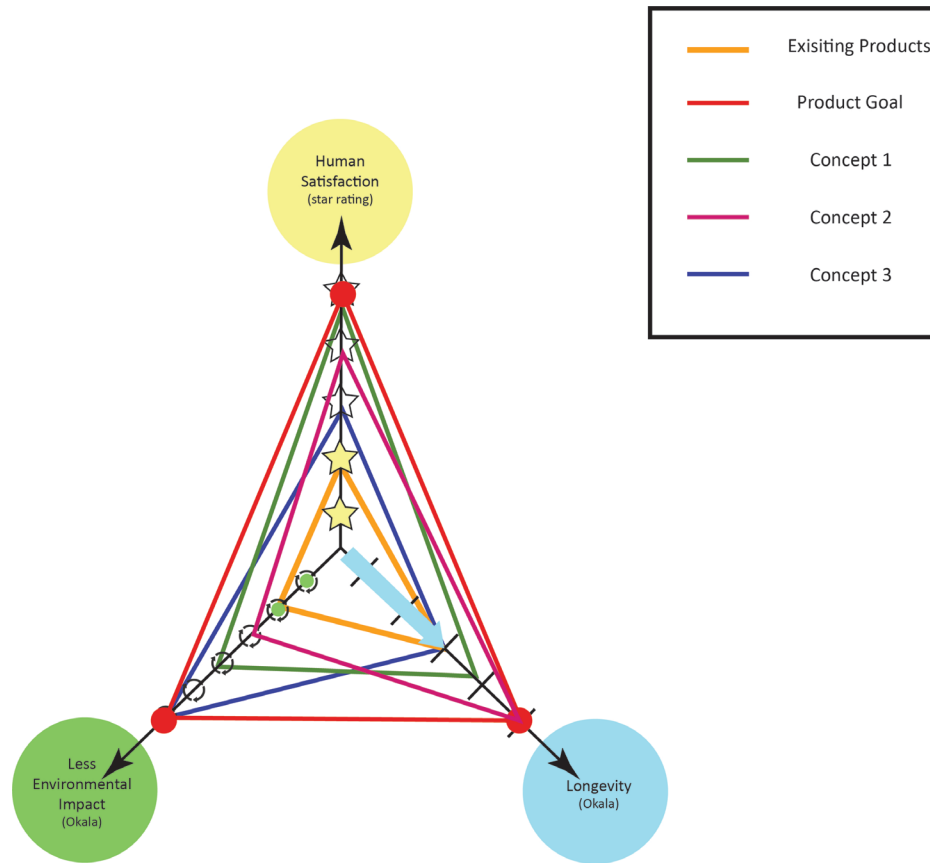 Exisiting Products
Product Goal
Concept 1
Concept 2
Concept 3
Human
Satisfaction
(star rating)
Less
Environmental
Impact
(Okala)
Longevity
(Okala)